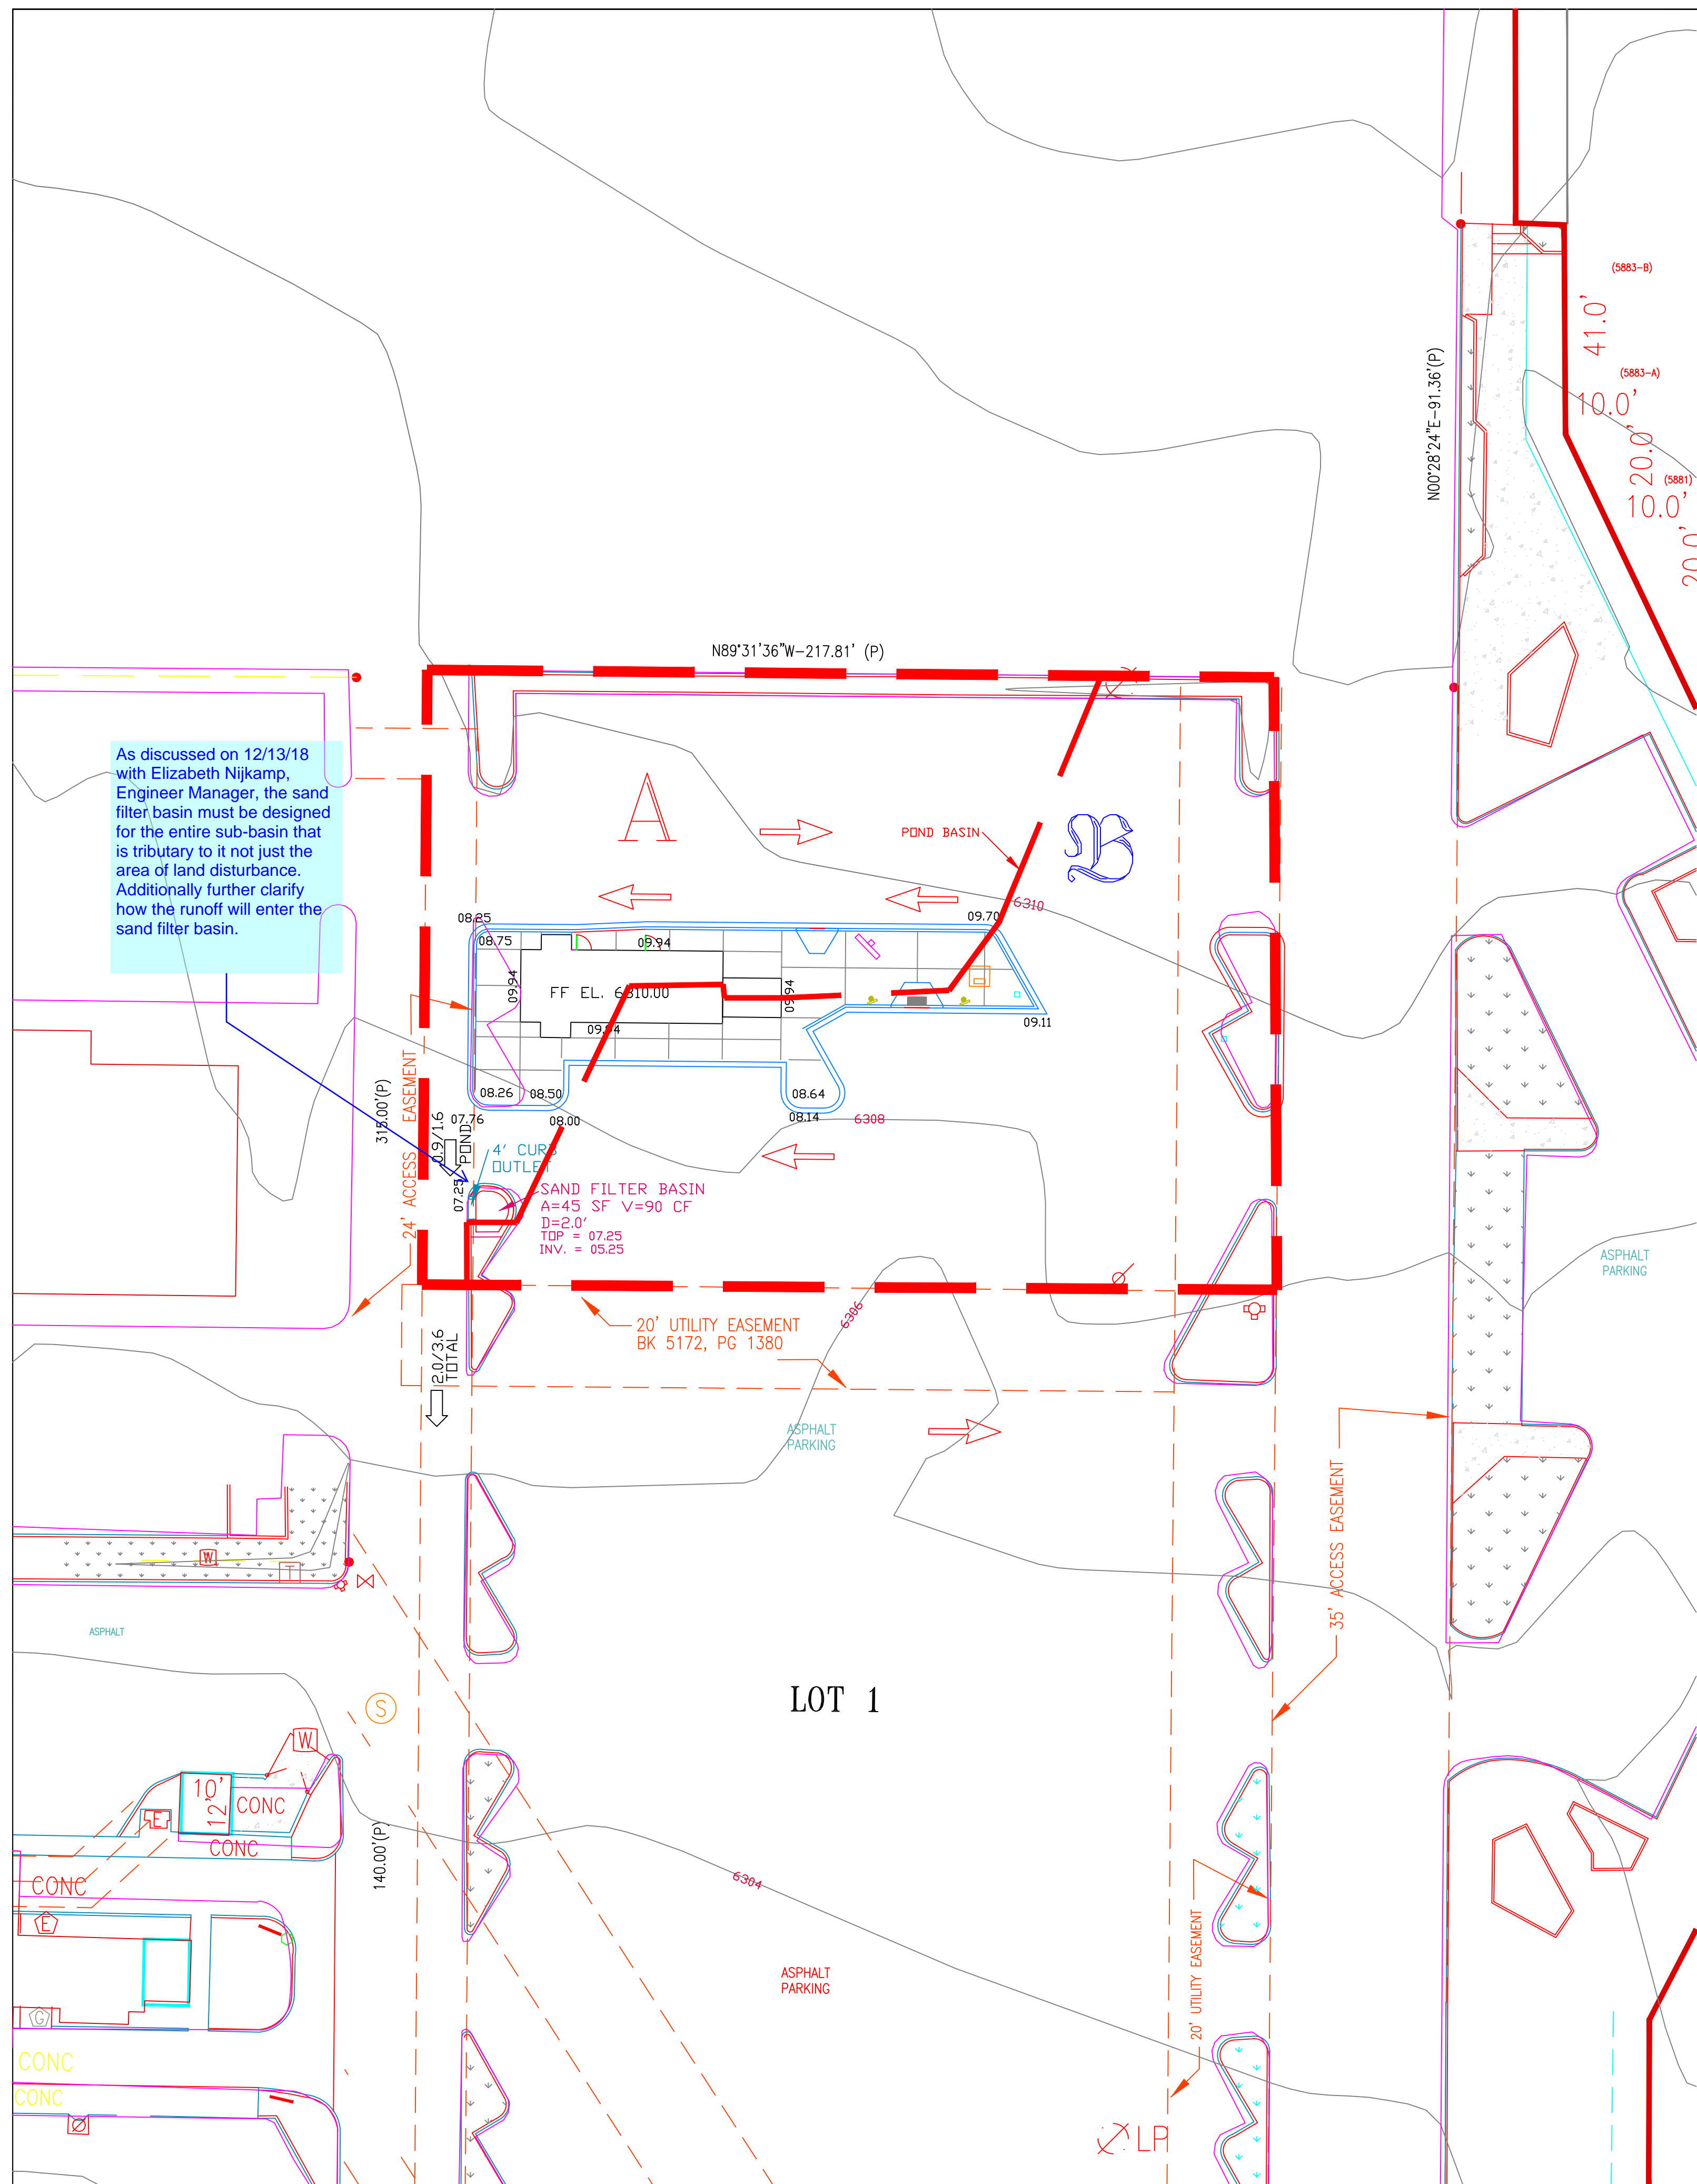 (5883-B)
41.0'
N00°28'24"E-91.36'(P)
(5883-A)
10.0'
20.0'
(5881)
10.0'
20.0'
N89°31'36"W-217.81' (P)
As discussed on 12/13/18
with Elizabeth Nijkamp,
Engineer Manager, the sand
filter basin must be designed
for the entire sub-basin that
is tributary to it not just the
area of land disturbance.
Additionally further clarify
how the runoff will enter the
sand filter basin.
A
POND BASIN
B
6310
08.25
09.70
08.75
09.94
09.94
FF EL. 6310.00
09.94
09.94
09.11
08.26
08.50
08.64
07.76
08.00
08.14
6308
315.00'(P)
24' ACCESS EASEMENT
0.9/1.6
POND
4' CURB
OUTLET
07.25
SAND FILTER BASIN
A=45 SF V=90 CF
D=2.0'
TOP = 07.25
INV. = 05.25
ASPHALT
PARKING
20' UTILITY EASEMENT
BK 5172, PG 1380
6306
2.0/3.6
TOTAL
ASPHALT
PARKING
35' ACCESS EASEMENT
W
T
ASPHALT
LOT 1
S
W
10'
12'
CONC
E
CONC
140.00'(P)
CONC
6304
E
20' UTILITY EASEMENT
ASPHALT
PARKING
G
CONC
CONC
LP